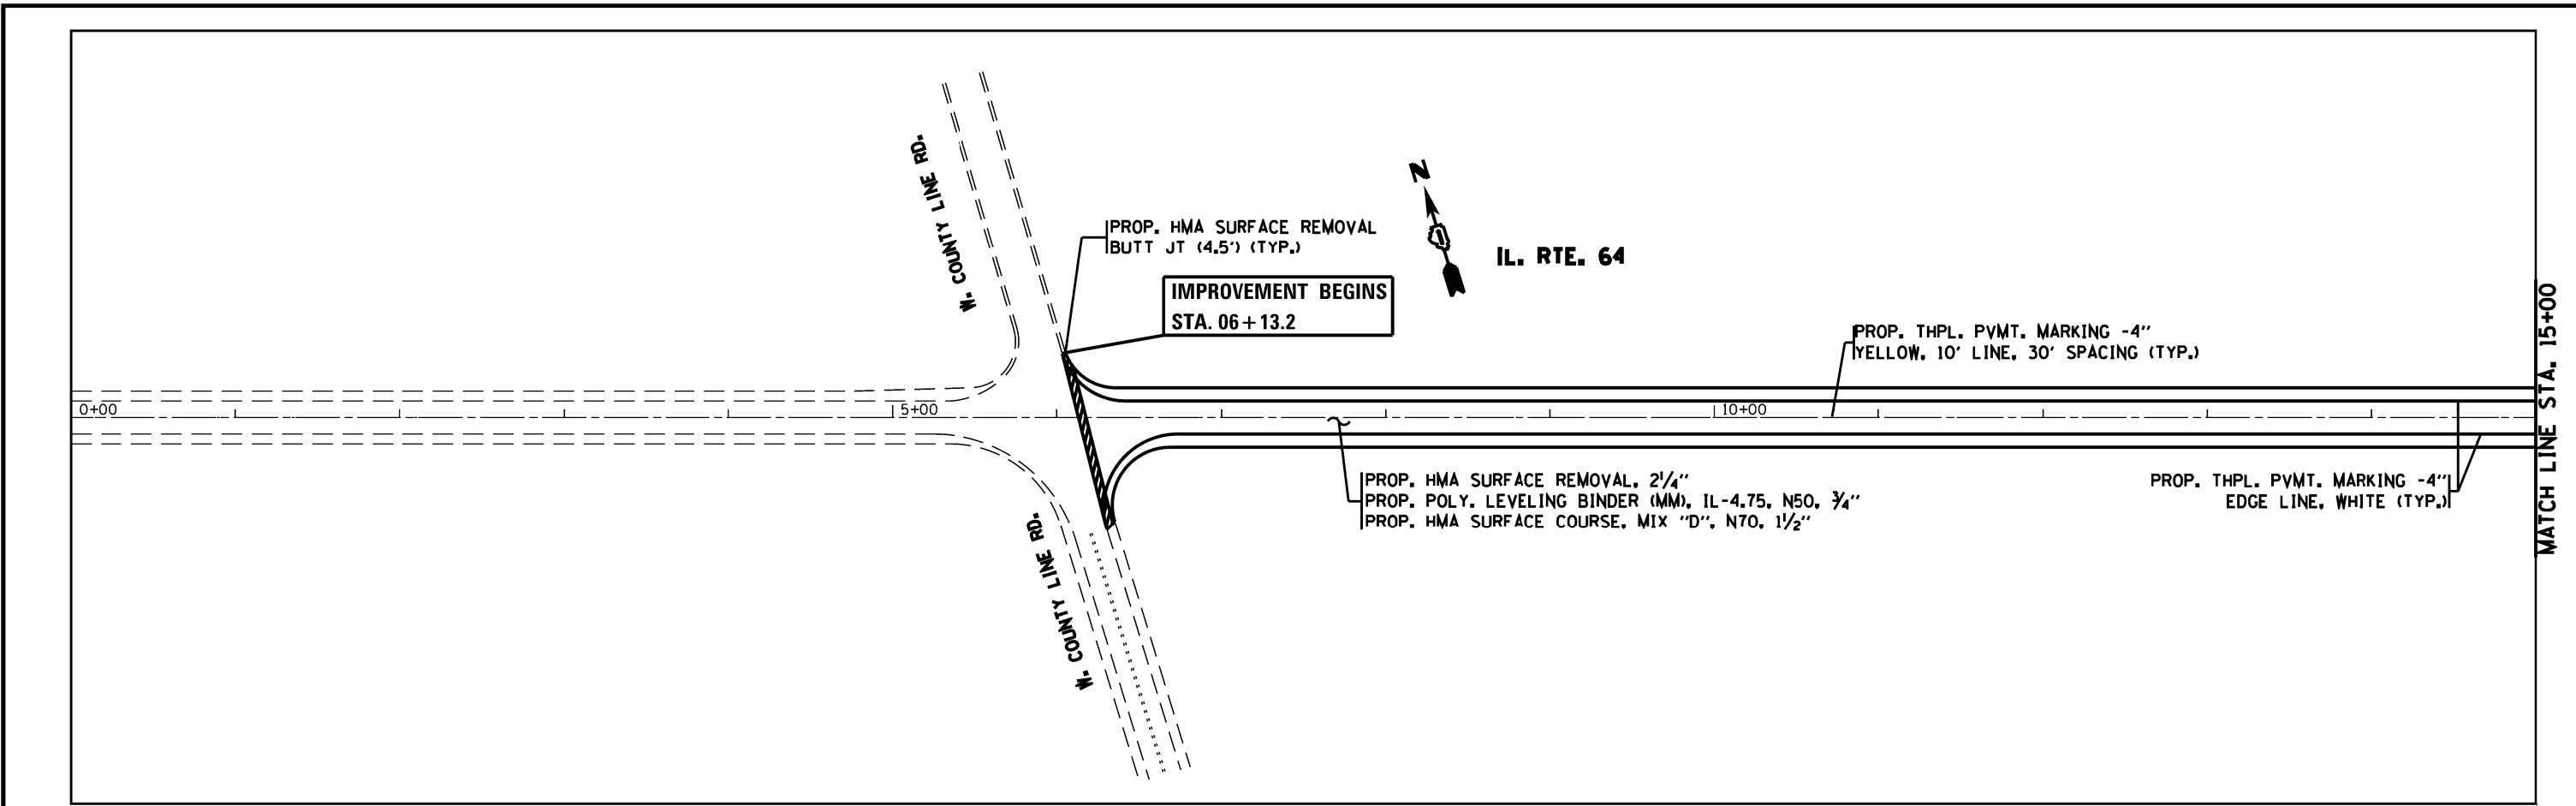 W. COUNTY LINE RD.
PROP. HMA SURFACE REMOVAL
BUTT JT (4.5') (TYP.)
N
IL. RTE. 64
IMPROVEMENT BEGINS
STA. 06+13.2
PROP. THPL. PVMT. MARKING -4"
YELLOW, 10' LINE, 30' SPACING (TYP.)
MATCH LINE STA. 15+00
0+00
5+00
10+00
PROP. HMA SURFACE REMOVAL, 2¼"
PROP. POLY. LEVELING BINDER (MM), IL-4.75, N50, ¾"
PROP. HMA SURFACE COURSE, MIX "D", N70, 1½"
PROP. THPL. PVMT. MARKING -4"
EDGE LINE, WHITE (TYP.)
W. COUNTY LINE RD.